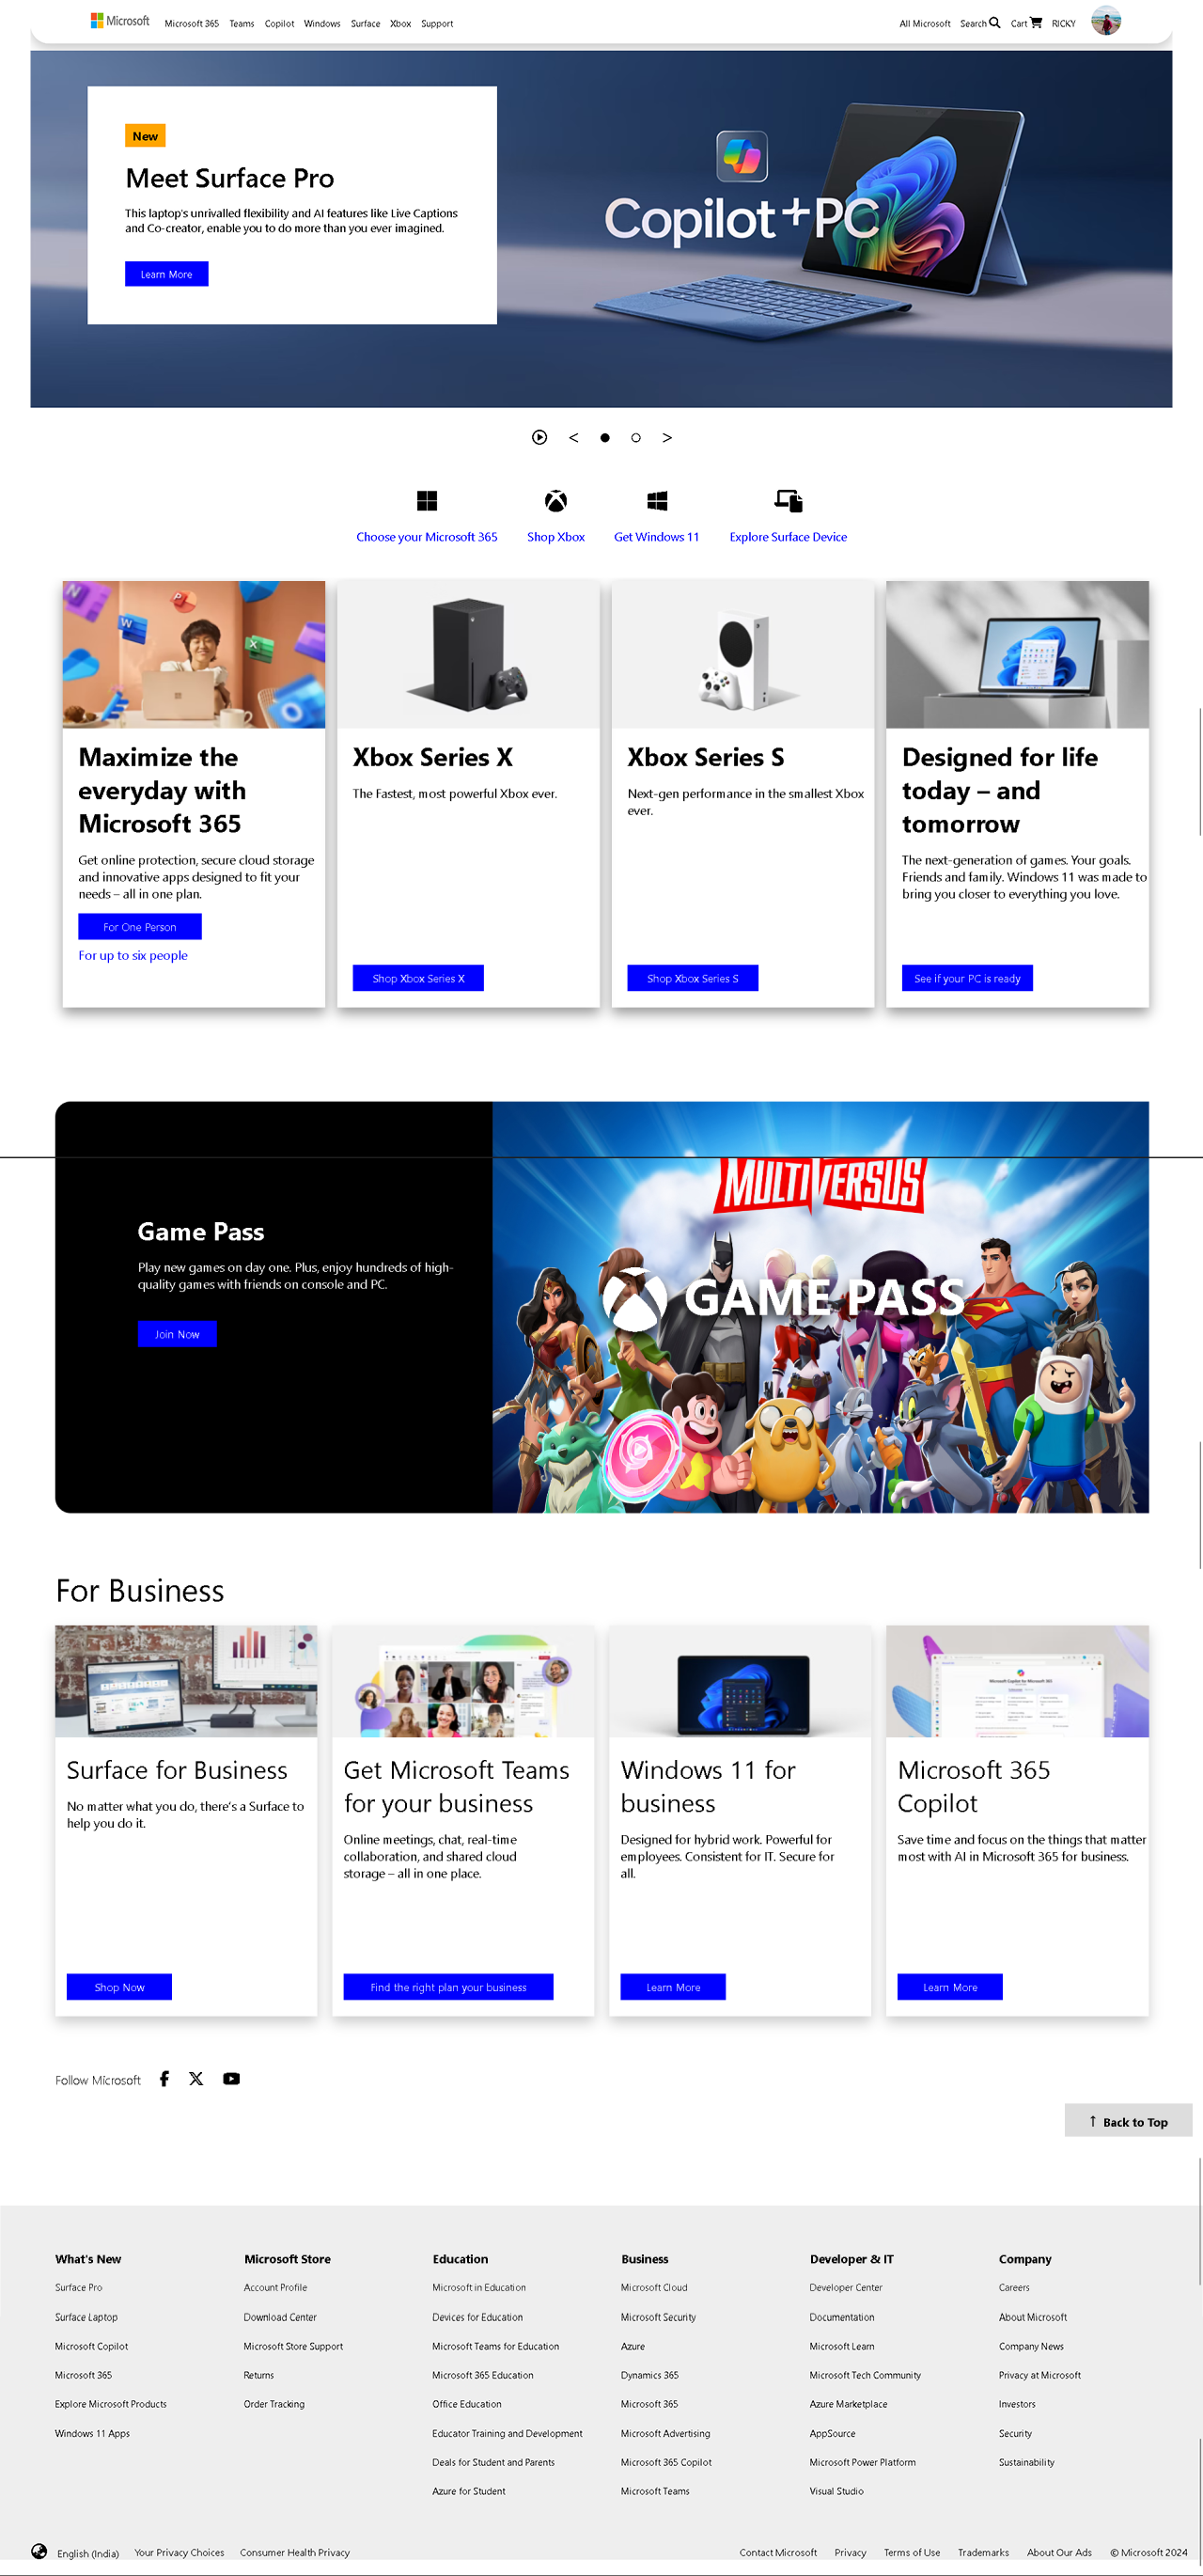 Microsoft
Microsoft 365 Teams Copilot Windows Surface Xbox Support
All Microsoft Search Cart RICKY
New
Meet Surface Pro
This laptop's unrivalled flexibility and AI features like Live Captions
and Co-creator, enable you to do more than you ever imagined.
Learn More
Copilot+PC
< >
Choose your Microsoft 365 Shop Xbox Get Windows 11 Explore Surface Device
Maximize the
everyday with
Microsoft 365
Get online protection, secure cloud storage
and innovative apps designed to fit your
needs – all in one plan.
For One Person
For up to six people
Xbox Series X
The Fastest, most powerful Xbox ever.
Shop Xbox Series X
Xbox Series S
Next-gen performance in the smallest Xbox
ever.
Shop Xbox Series S
Designed for life
today – and
tomorrow
The next-generation of games. Your goals.
Friends and family. Windows 11 was made to
bring you closer to everything you love.
See if your PC is ready
Game Pass
Play new games on day one. Plus, enjoy hundreds of high-
quality games with friends on console and PC.
Join Now
MULTIVERSUS
GAME PASS
For Business
Surface for Business
No matter what you do, there's a Surface to
help you do it.
Shop Now
Get Microsoft Teams
for your business
Online meetings, chat, real-time
collaboration, and shared cloud
storage – all in one place.
Find the right plan your business
Windows 11 for
business
Designed for hybrid work. Powerful for
employees. Consistent for IT. Secure for
all.
Learn More
Microsoft 365
Copilot
Save time and focus on the things that matter
most with AI in Microsoft 365 for business.
Learn More
Follow Microsoft
↑ Back to Top
What's New
Surface Pro
Surface Laptop
Microsoft Copilot
Microsoft 365
Explore Microsoft Products
Windows 11 Apps
Microsoft Store
Account Profile
Download Center
Microsoft Store Support
Returns
Order Tracking
Education
Microsoft in Education
Devices for Education
Microsoft Teams for Education
Microsoft 365 Education
Office Education
Educator Training and Development
Deals for Student and Parents
Azure for Student
Business
Microsoft Cloud
Microsoft Security
Azure
Dynamics 365
Microsoft 365
Microsoft Advertising
Microsoft 365 Copilot
Microsoft Teams
Developer & IT
Developer Center
Documentation
Microsoft Learn
Microsoft Tech Community
Azure Marketplace
AppSource
Microsoft Power Platform
Visual Studio
Company
Careers
About Microsoft
Company News
Privacy at Microsoft
Investors
Security
Sustainability
English (India) Your Privacy Choices Consumer Health Privacy
Contact Microsoft Privacy Terms of Use Trademarks About Our Ads © Microsoft 2024